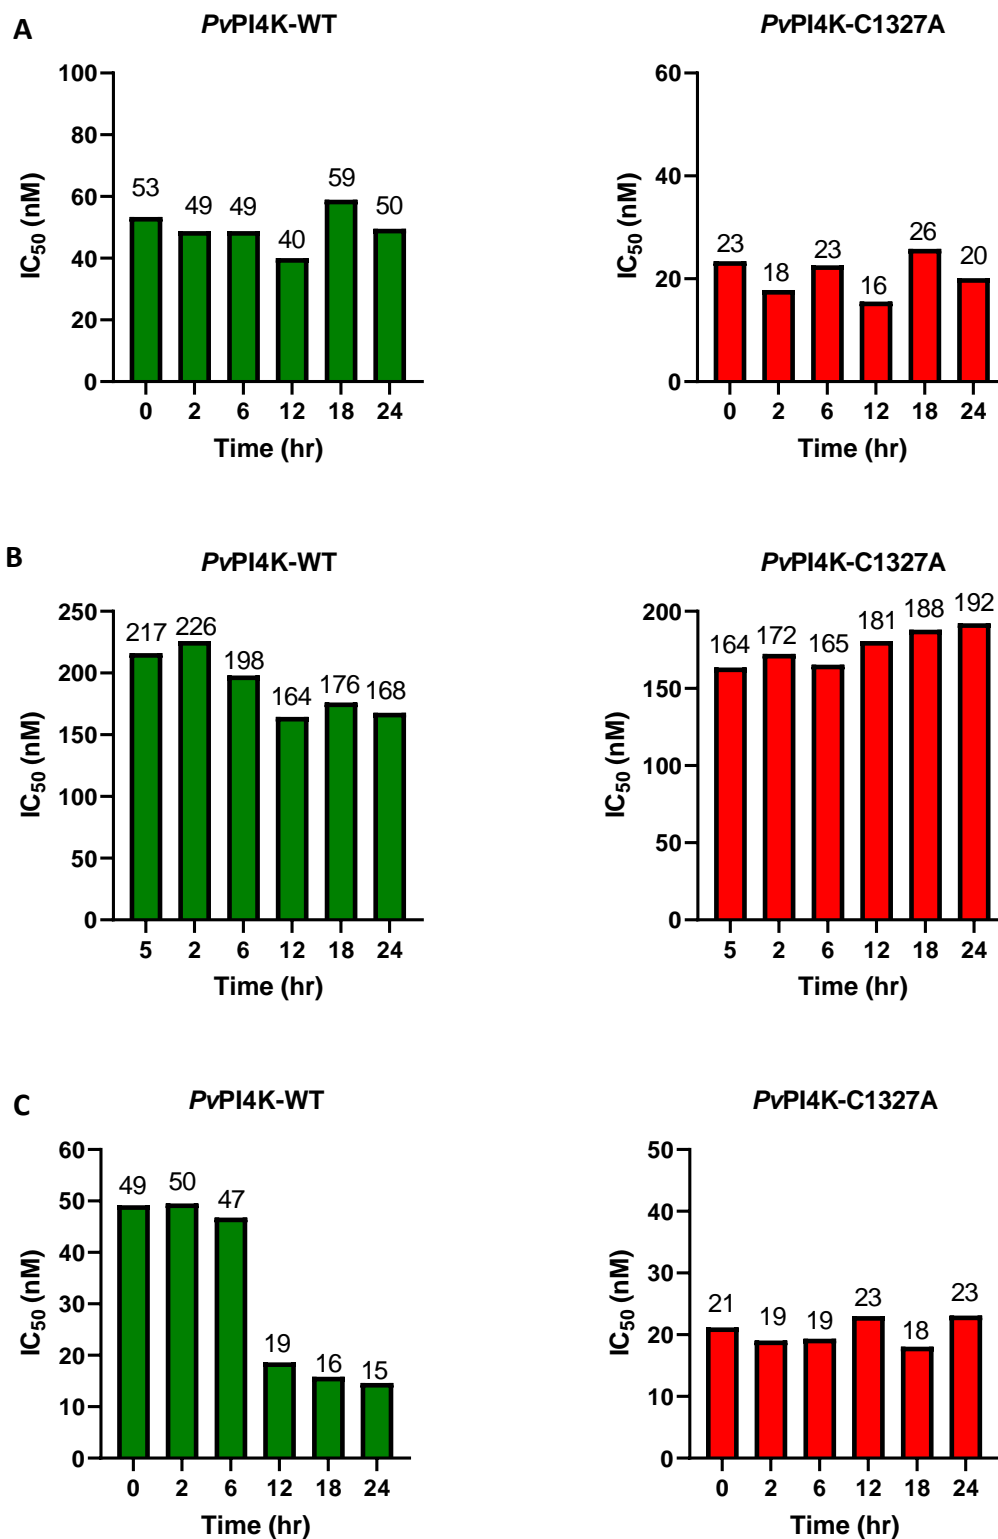 A
PvPI4K-WT
100
80
60
40
20
0
IC50 (nM)
53
49
49
40
59
50
0 2 6 12 18 24
Time (hr)
PvPI4K-C1327A
60
40
20
0
IC50 (nM)
23
18
23
16
26
20
0 2 6 12 18 24
Time (hr)
B
PvPI4K-WT
250
200
150
100
50
0
IC50 (nM)
217
226
198
164
176
168
5 2 6 12 18 24
Time (hr)
PvPI4K-C1327A
200
150
100
50
0
IC50 (nM)
164
172
165
181
188
192
5 2 6 12 18 24
Time (hr)
C
PvPI4K-WT
60
50
40
30
20
10
0
IC50 (nM)
49
50
47
19
16
15
0 2 6 12 18 24
Time (hr)
PvPI4K-C1327A
50
40
30
20
10
0
IC50 (nM)
21
19
19
23
18
23
0 2 6 12 18 24
Time (hr)